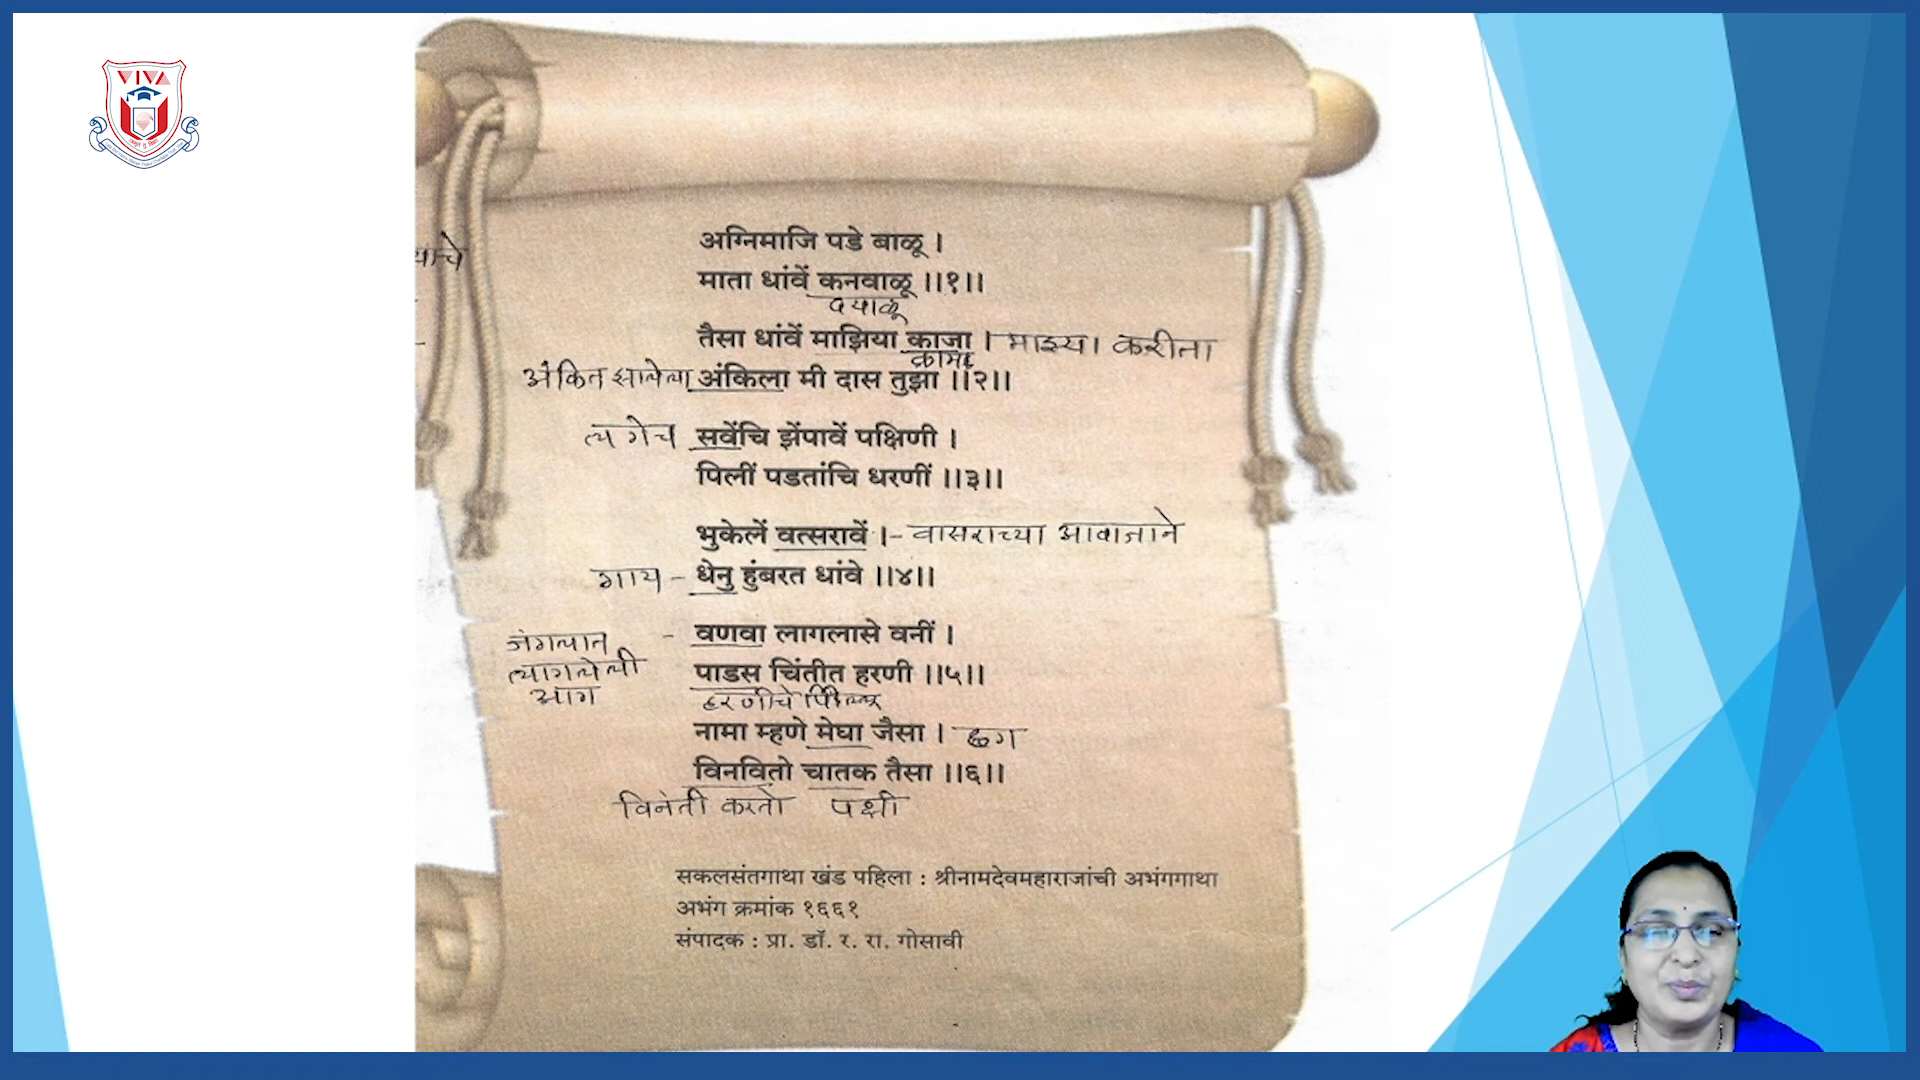 VIVA
याचे
अग्निमाजि पडे बाळू ।
माता धांवें कनवाळू ।।१।।
दयाळू
तैसा धांवें माझिया काजा । माझ्या करीता
कामा
अंकित झालेला अंकिला मी दास तुझा ।।२।।
लगेच सवेंचि झेंपावें पक्षिणी ।
पिलीं पडतांचि धरणीं ।।३।।
भुकेलें वत्सरावें । - वासराच्या आवाजाने
गाय - धेनु हुंबरत धांवे ।।४।।
जंगलात - वणवा लागलासे वनीं ।
लागलेली पाडस चिंतीत हरणी ।।५।।
आग हरणीचे पिल्लू
नामा म्हणे मेघा जैसा । ढग
विनवितो चातक तैसा ।।६।।
विनंती करतो पक्षी
सकलसंतगाथा खंड पहिला : श्रीनामदेवमहाराजांची अभंगगाथा
अभंग क्रमांक १६६१
संपादक : प्रा. डॉ. र. रा. गोसावी